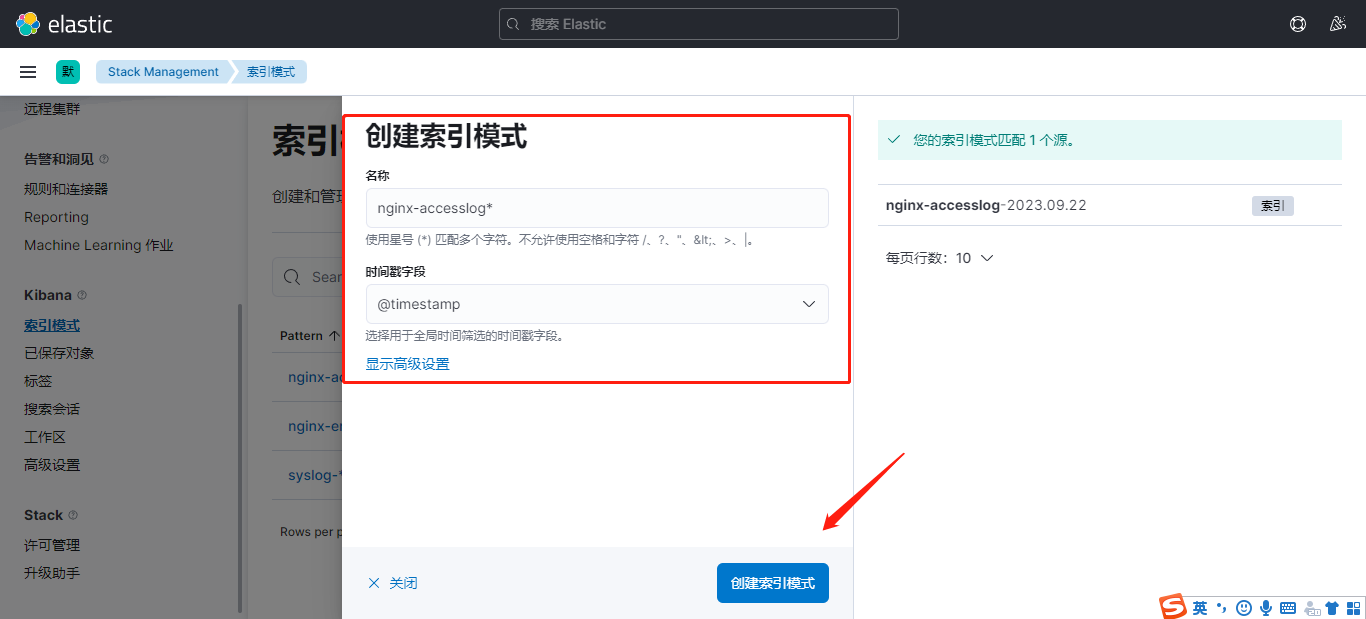 elastic
搜索 Elastic
默
Stack Management
索引模式
远程集群
告警和洞见
规则和连接器
Reporting
Machine Learning 作业
Kibana
索引模式
已保存对象
标签
搜索会话
工作区
高级设置
Stack
许可管理
升级助手
索引
创建和管
Sear
Pattern ↑
nginx-ac
nginx-er
syslog-*
Rows per p
创建索引模式
名称
nginx-accesslog*
使用星号 (*) 匹配多个字符。不允许使用空格和字符 /、?、"、&lt;、>、|。
时间戳字段
@timestamp
选择用于全局时间筛选的时间戳字段。
显示高级设置
关闭
创建索引模式
您的索引模式匹配 1 个源。
nginx-accesslog-2023.09.22
索引
每页行数: 10
S 英